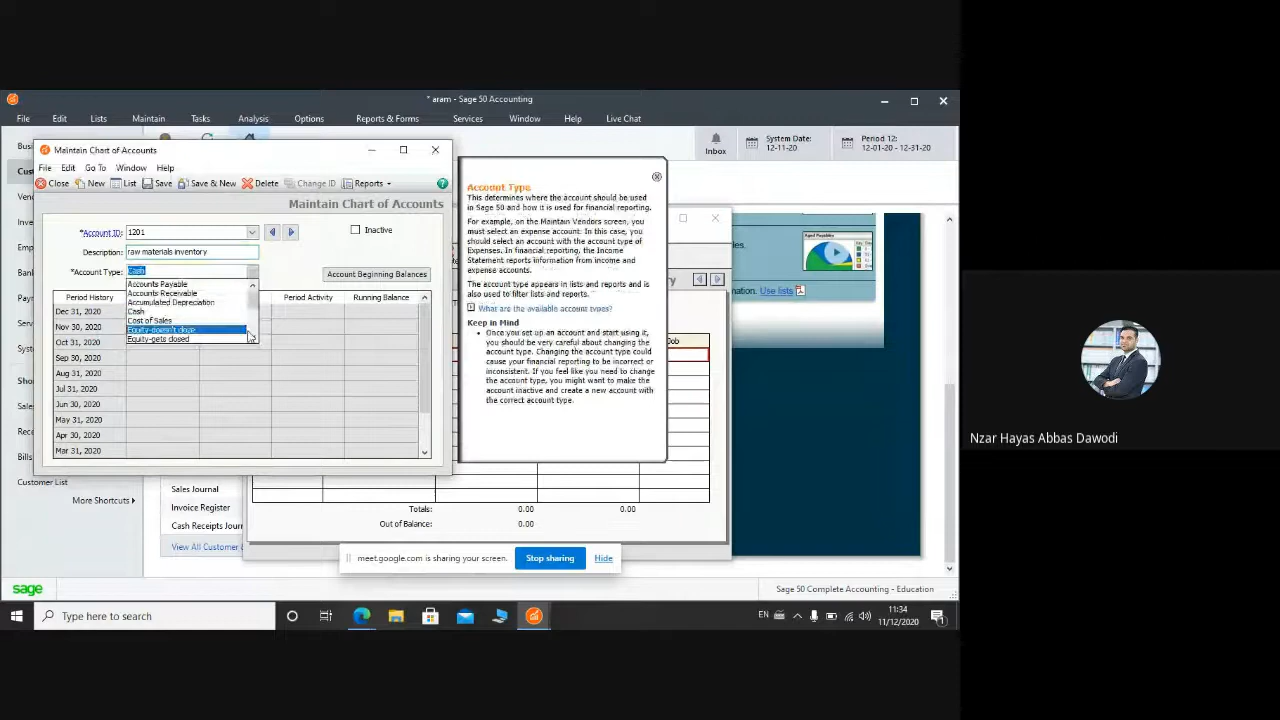 * aram - Sage 50 Accounting
File Edit Lists Maintain Tasks Analysis Options Reports & Forms Services Window Help Live Chat
Inbox
System Date:
12-11-20
Period 12:
12-01-20 - 12-31-20
Maintain Chart of Accounts
File Edit Go To Window Help
Close New List Save Save & New Delete Change ID Reports
Maintain Chart of Accounts
*Account ID: 1201
Inactive
Description: raw materials inventory
*Account Type: Cash
Account Beginning Balances
Accounts Payable
Accounts Receivable
Accumulated Depreciation
Cash
Cost of Sales
Equity-doesn't close
Equity-gets closed
Period History
Period Activity
Running Balance
Dec 31, 2020
Nov 30, 2020
Oct 31, 2020
Sep 30, 2020
Aug 31, 2020
Jul 31, 2020
Jun 30, 2020
May 31, 2020
Apr 30, 2020
Mar 31, 2020
Account Type
This determines where the account should be used
in Sage 50 and how it is used for financial reporting.
For example, on the Maintain Vendors screen, you
must select an expense account. In this case, you
should select an account with the account type of
Expenses. In financial reporting, the Income
Statement reports information from income and
expense accounts.
The account type appears in lists and reports and is
also used to filter lists and reports.
What are the available account types?
Keep in Mind
• Once you set up an account and start using it,
you should be very careful about changing the
account type. Changing the account type could
cause your financial reporting to be incorrect or
inconsistent. If you feel like you need to change
the account type, you might want to make the
account inactive and create a new account with
the correct account type.
Use lists
Job
Customer List
More Shortcuts
Sales Journal
Invoice Register
Cash Receipts Journ
View All Customer &
Totals: 0.00 0.00
Out of Balance: 0.00
meet.google.com is sharing your screen.
Stop sharing
Hide
sage
Sage 50 Complete Accounting - Education
Type here to search
EN
11:34
11/12/2020
Nzar Hayas Abbas Dawodi